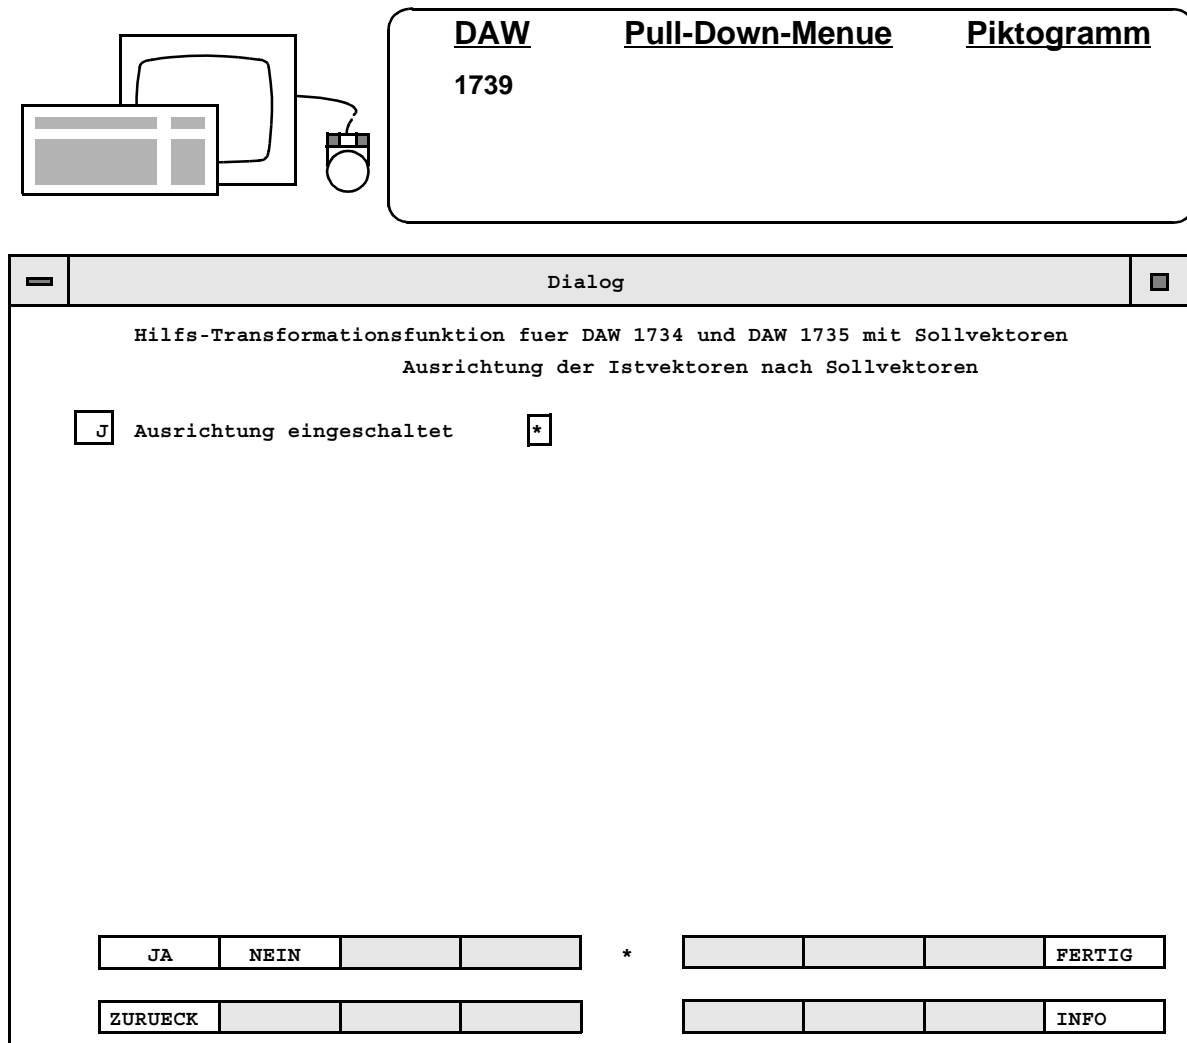 DAW Pull-Down-Menue Piktogramm
1739
Dialog
Hilfs-Transformationsfunktion fuer DAW 1734 und DAW 1735 mit Sollvektoren
Ausrichtung der Istvektoren nach Sollvektoren
J Ausrichtung eingeschaltet *
JA NEIN * FERTIG
ZURUECK INFO